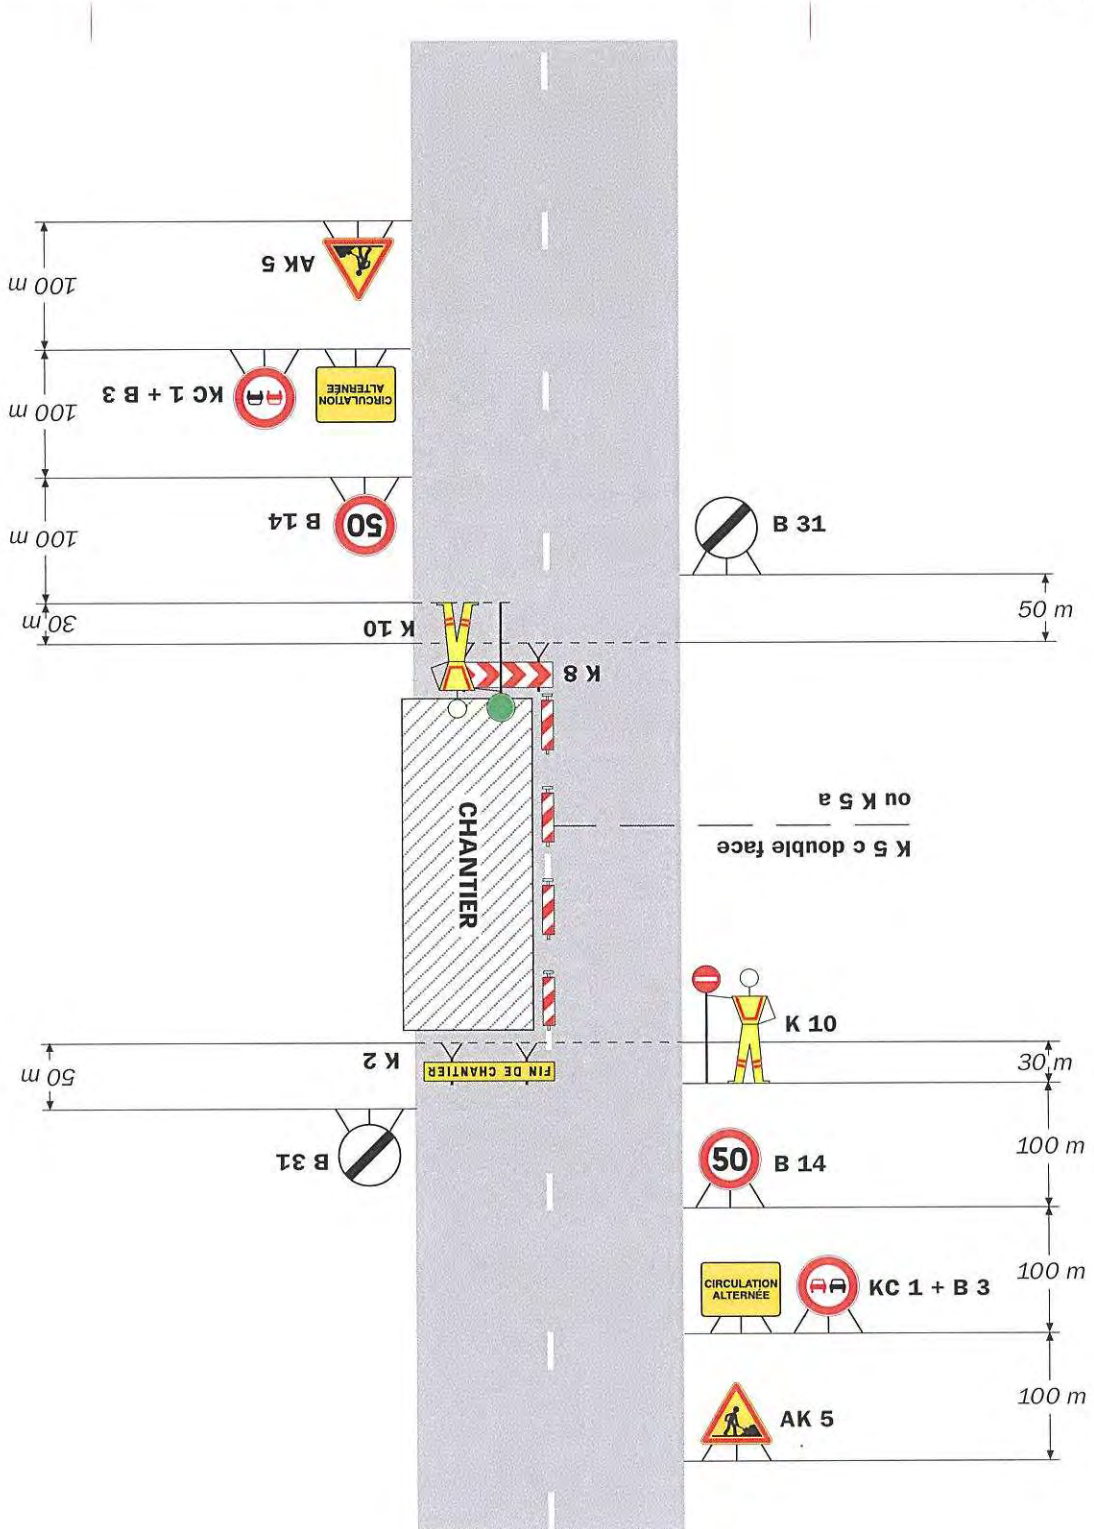 AK 5
100 m
KC 1 + B 3
CIRCULATION
ALTERNÉE
100 m
B 14
50
100 m
B 31
50 m
K 10
30 m
K 8
CHANTIER
K 5 c double face
ou K 5 a
K 10
30 m
K 2
FIN DE CHANTIER
50 m
B 31
50
B 14
100 m
CIRCULATION
ALTERNÉE
KC 1 + B 3
100 m
AK 5
100 m